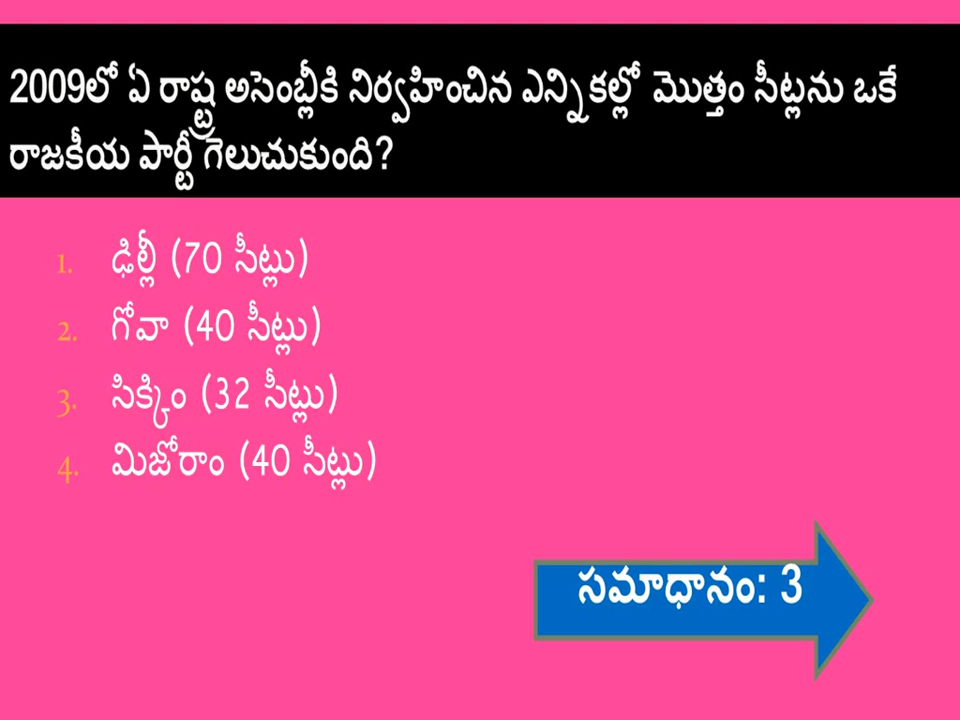 2009లో ఏ రాష్ట్ర అసెంబ్లీకి నిర్వహించిన ఎన్నికల్లో మొత్తం సీట్లను ఒకే
రాజకీయ పార్టీ గెలుచుకుంది?
1. ఢిల్లీ (70 సీట్లు)
2. గోవా (40 సీట్లు)
3. సిక్కిం (32 సీట్లు)
4. మిజోరాం (40 సీట్లు)
సమాధానం: 3